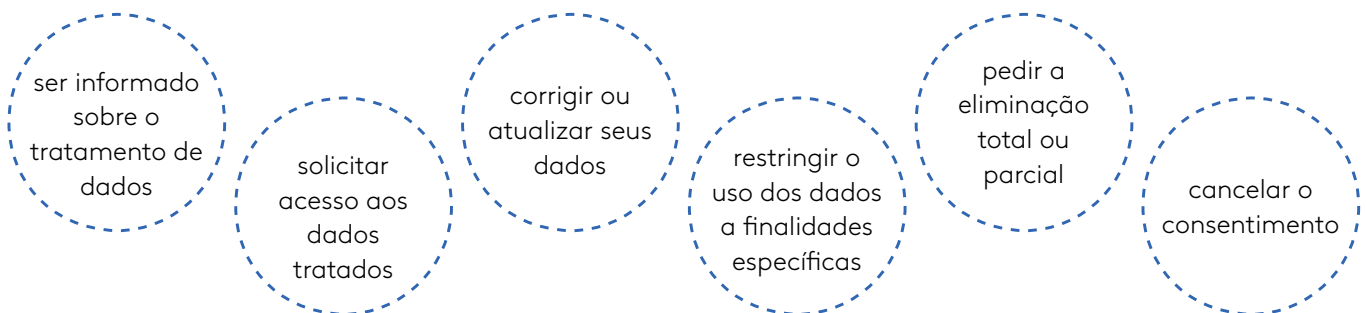 ser informado
sobre o
tratamento de
dados
solicitar
acesso aos
dados
tratados
corrigir ou
atualizar seus
dados
restringir o
uso dos dados
a finalidades
específicas
pedir a
eliminação
total ou
parcial
cancelar o
consentimento